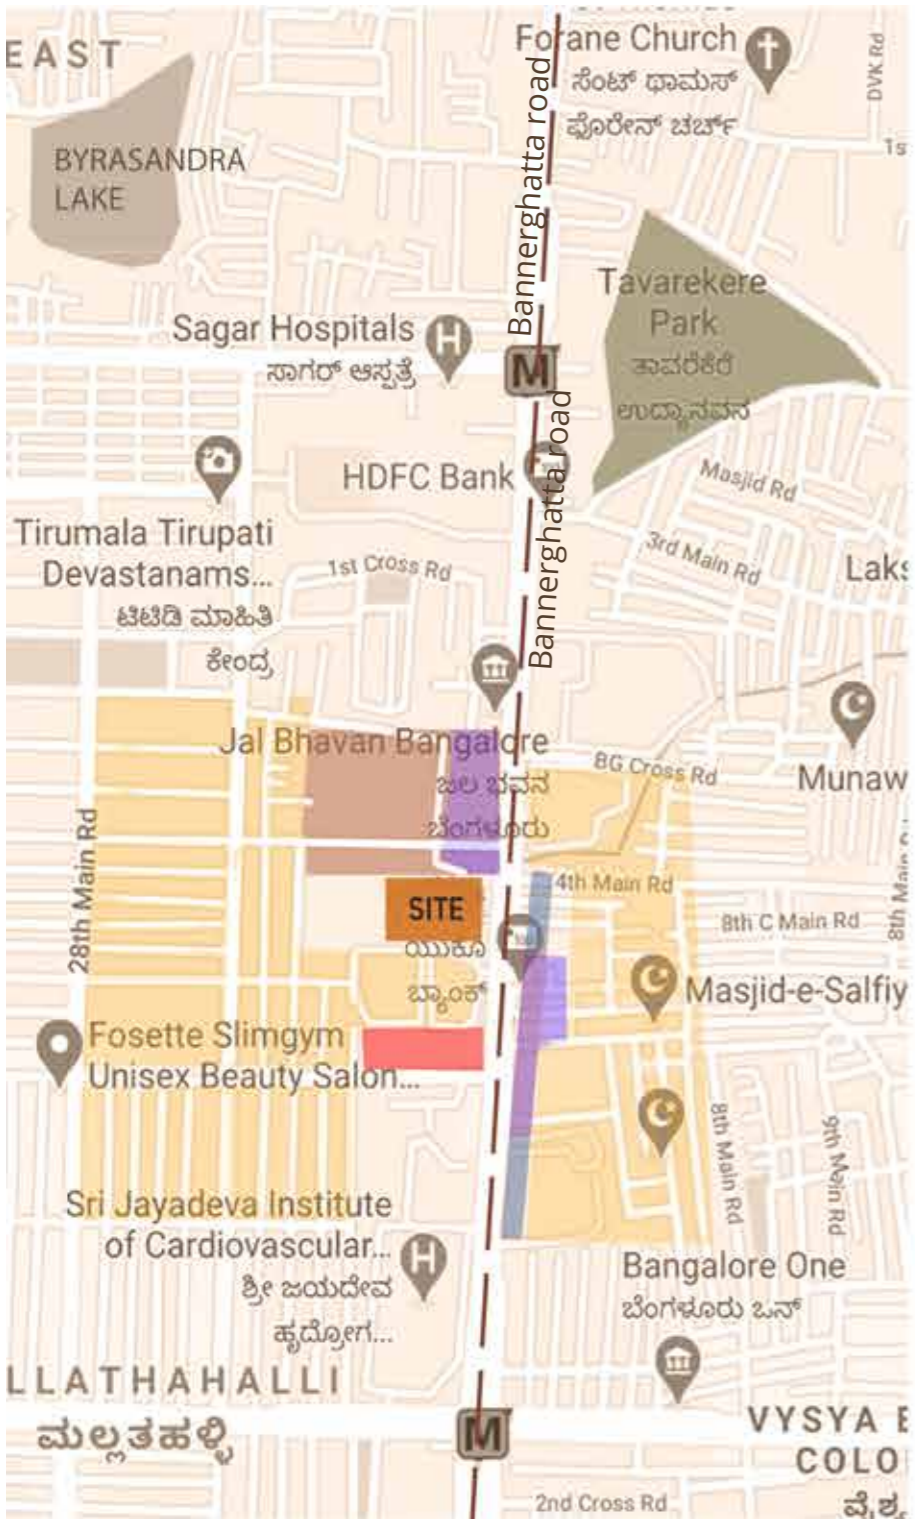 EAST
Forane Church
ಸೆಂಟ್ ಥಾಮಸ್
ಫೊರೇನ್ ಚರ್ಚ್
DVK Rd
1s
BYRASANDRA
LAKE
Bannerghatta road
Tavarekere
Park
ತಾವರೆಕೆರೆ
ಉದ್ಯಾನವನ
Sagar Hospitals
ಸಾಗರ್ ಆಸ್ಪತ್ರೆ
H
M
Bannerghatta road
HDFC Bank
Masjid Rd
3rd Main Rd
Tirumala Tirupati
Devastanams...
ಟಿಟಿಡಿ ಮಾಹಿತಿ
ಕೇಂದ್ರ
1st Cross Rd
Laks
Jal Bhavan Bangalore
ಜಲ ಭವನ
ಬೆಂಗಳೂರು
BG Cross Rd
Munaw
28th Main Rd
4th Main Rd
8th C Main Rd
8th Main
SITE
ಯುಕೊ
ಬ್ಯಾಂಕ್
Masjid-e-Salfiy
Fosette Slimgym
Unisex Beauty Salon...
8th Main Rd
9th Main Rd
Sri Jayadeva Institute
of Cardiovascular...
ಶ್ರೀ ಜಯದೇವ
ಹೃದ್ರೋಗ...
H
Bangalore One
ಬೆಂಗಳೂರು ಒನ್
LLATHAHALLI
ಮಲ್ಲತಹಳ್ಳಿ
M
VYSYA B
COLO
2nd Cross Rd